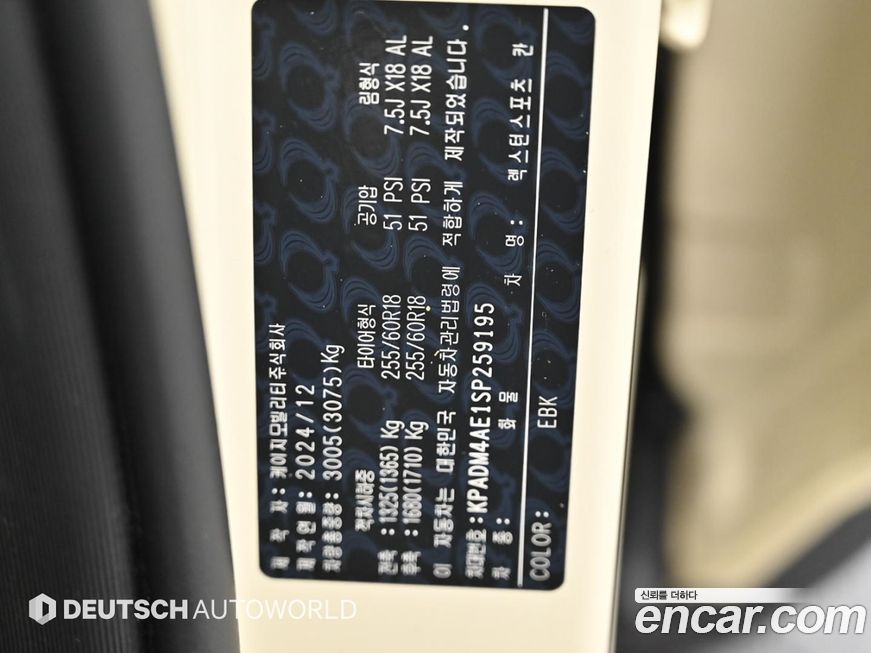 제 작 자 : 케이지모빌리티주식회사
제작연월 : 2024/12
차량총중량 : 3005(3075)Kg
착차시하중 타이어형식 공기압 림형식
전축 : 1325(1365) Kg 255/60R18 51 PSI 7.5J X18 AL
후축 : 1680(1710) Kg 255/60R18 51 PSI 7.5J X18 AL
이 자동차는 대한민국 자동차관리법령에 적합하게 제작되었습니다.
차대번호 : KPADM4AE1SP259195
차 종 : 화 물 차 명 : 렉스턴스포츠 칸
COLOR: EBK
DEUTSCH AUTOWORLD
신뢰를 더하다
encar.com